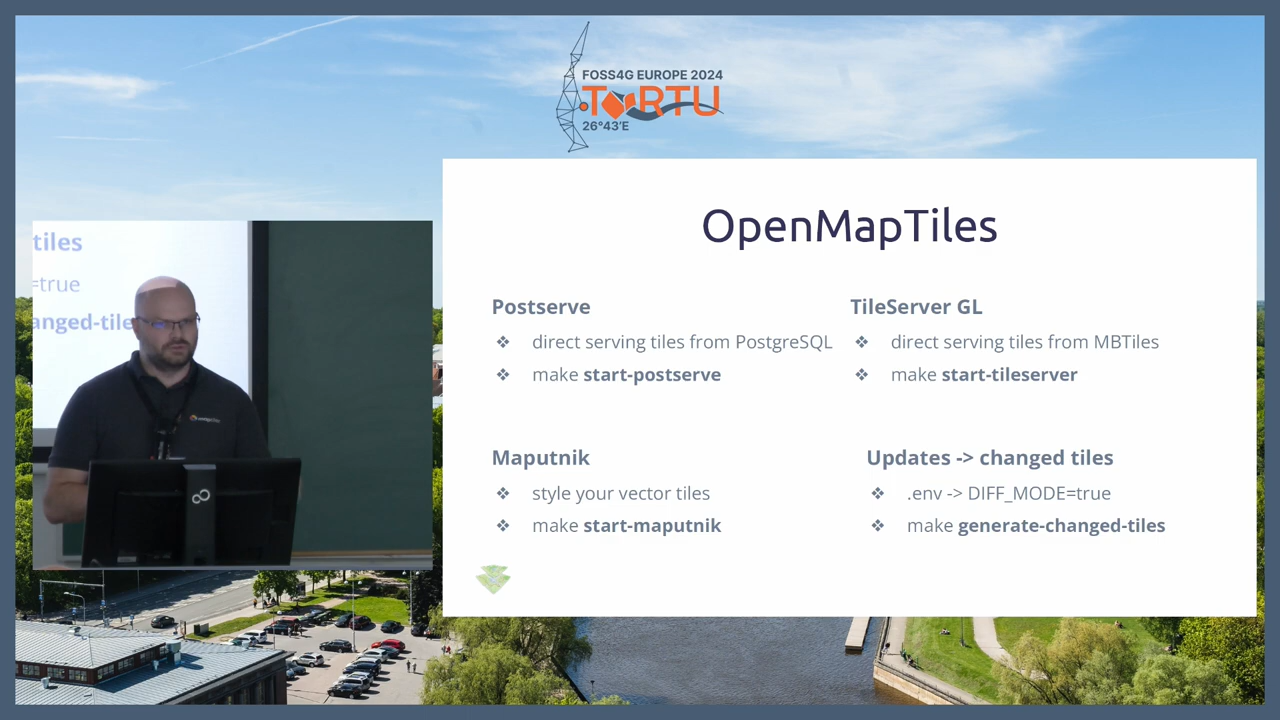 FOSS4G EUROPE 2024
TARTU
26°43'E
OpenMapTiles
Postserve
❖ direct serving tiles from PostgreSQL
❖ make start-postserve
TileServer GL
❖ direct serving tiles from MBTiles
❖ make start-tileserver
Maputnik
❖ style your vector tiles
❖ make start-maputnik
Updates -> changed tiles
❖ .env -> DIFF_MODE=true
❖ make generate-changed-tiles
tiles
=true
anged-tile